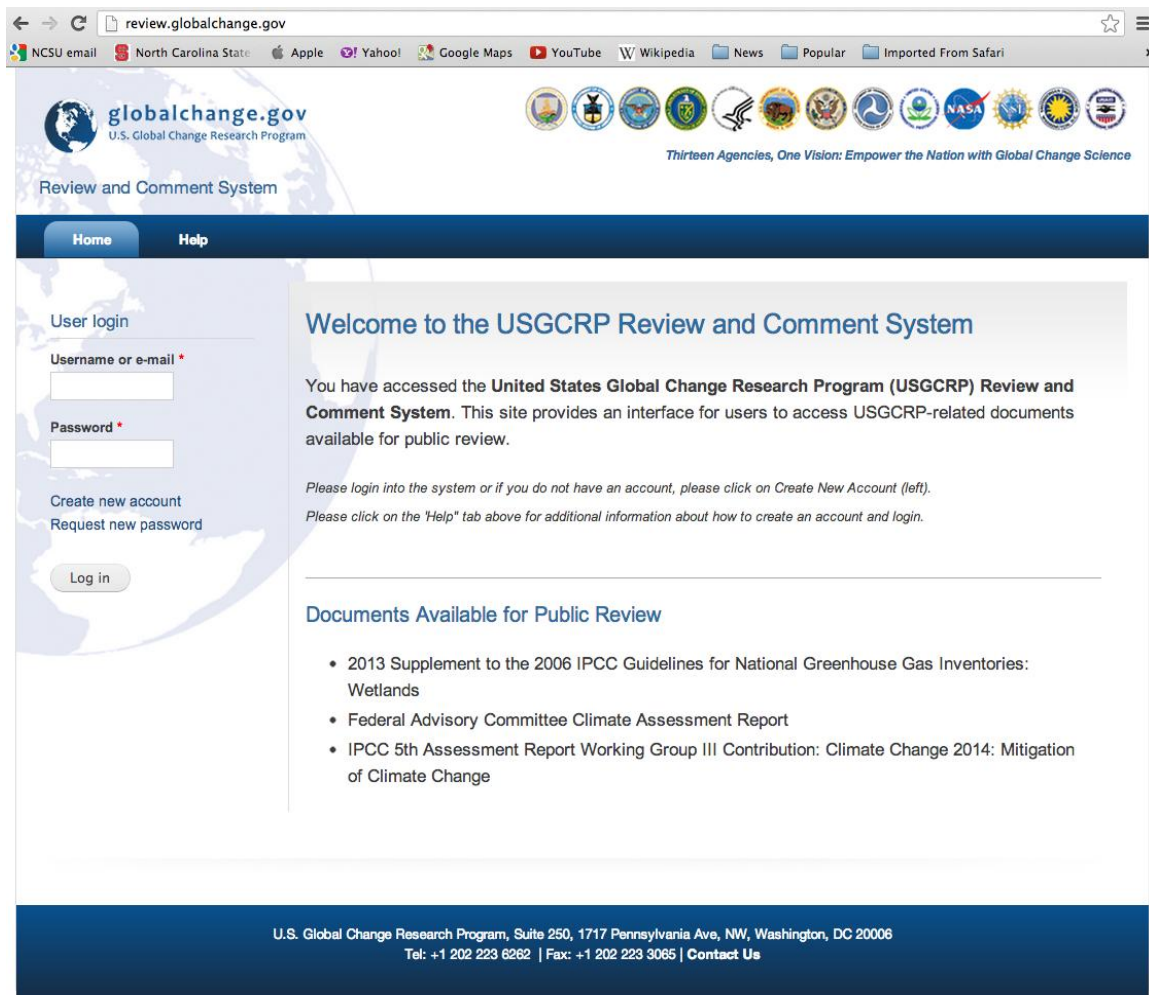 review.globalchange.gov
NCSU email North Carolina State Apple Yahoo! Google Maps YouTube Wikipedia News Popular Imported From Safari
globalchange.gov
U.S. Global Change Research Program
Thirteen Agencies, One Vision: Empower the Nation with Global Change Science
Review and Comment System
Home Help
User login
Username or e-mail *
Password *
Create new account
Request new password
Log in
Welcome to the USGCRP Review and Comment System
You have accessed the United States Global Change Research Program (USGCRP) Review and
Comment System. This site provides an interface for users to access USGCRP-related documents
available for public review.
Please login into the system or if you do not have an account, please click on Create New Account (left).
Please click on the 'Help" tab above for additional information about how to create an account and login.
Documents Available for Public Review
• 2013 Supplement to the 2006 IPCC Guidelines for National Greenhouse Gas Inventories:
Wetlands
• Federal Advisory Committee Climate Assessment Report
• IPCC 5th Assessment Report Working Group III Contribution: Climate Change 2014: Mitigation
of Climate Change
U.S. Global Change Research Program, Suite 250, 1717 Pennsylvania Ave, NW, Washington, DC 20006
Tel: +1 202 223 6262 | Fax: +1 202 223 3065 | Contact Us